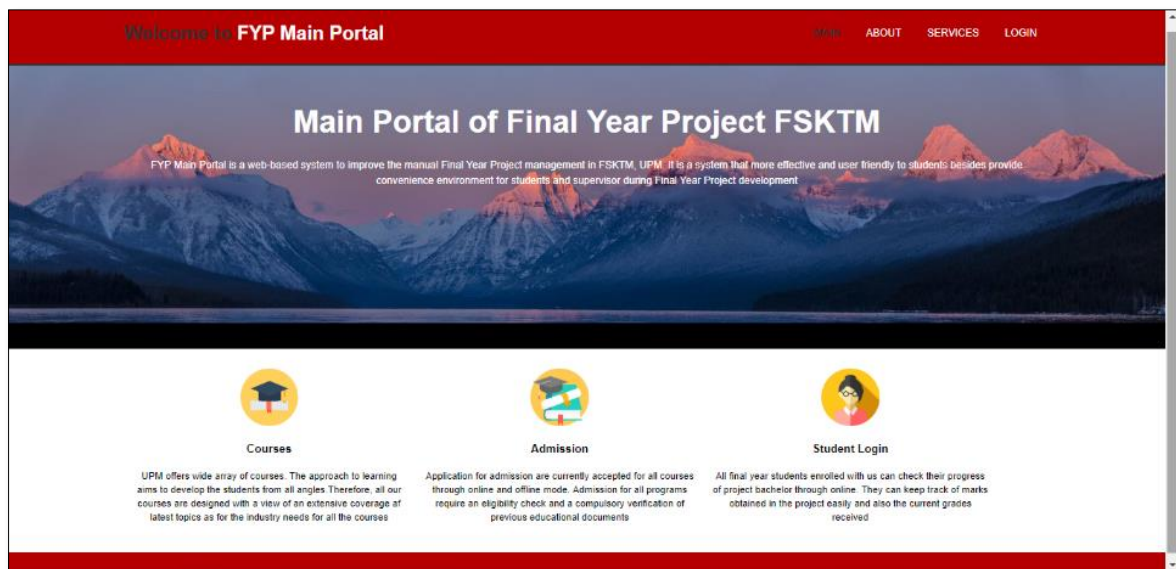 Welcome to FYP Main Portal
MAIN ABOUT SERVICES LOGIN
Main Portal of Final Year Project FSKTM
FYP Main Portal is a web-based system to improve the manual Final Year Project management in FSKTM, UPM. It is a system that more effective and user friendly to students besides provide
convenience environment for students and supervisor during Final Year Project development
Courses
UPM offers wide array of courses. The approach to learning
aims to develop the students from all angles.Therefore, all our
courses are designed with a view of an extensive coverage af
latest topics as for the industry needs for all the courses
Admission
Application for admission are currently accepted for all courses
through online and offline mode. Admission for all programs
require an eligibility check and a compulsory verification of
previous educational documents
Student Login
All final year students enrolled with us can check their progress
of project bachelor through online. They can keep track of marks
obtained in the project easily and also the current grades
received